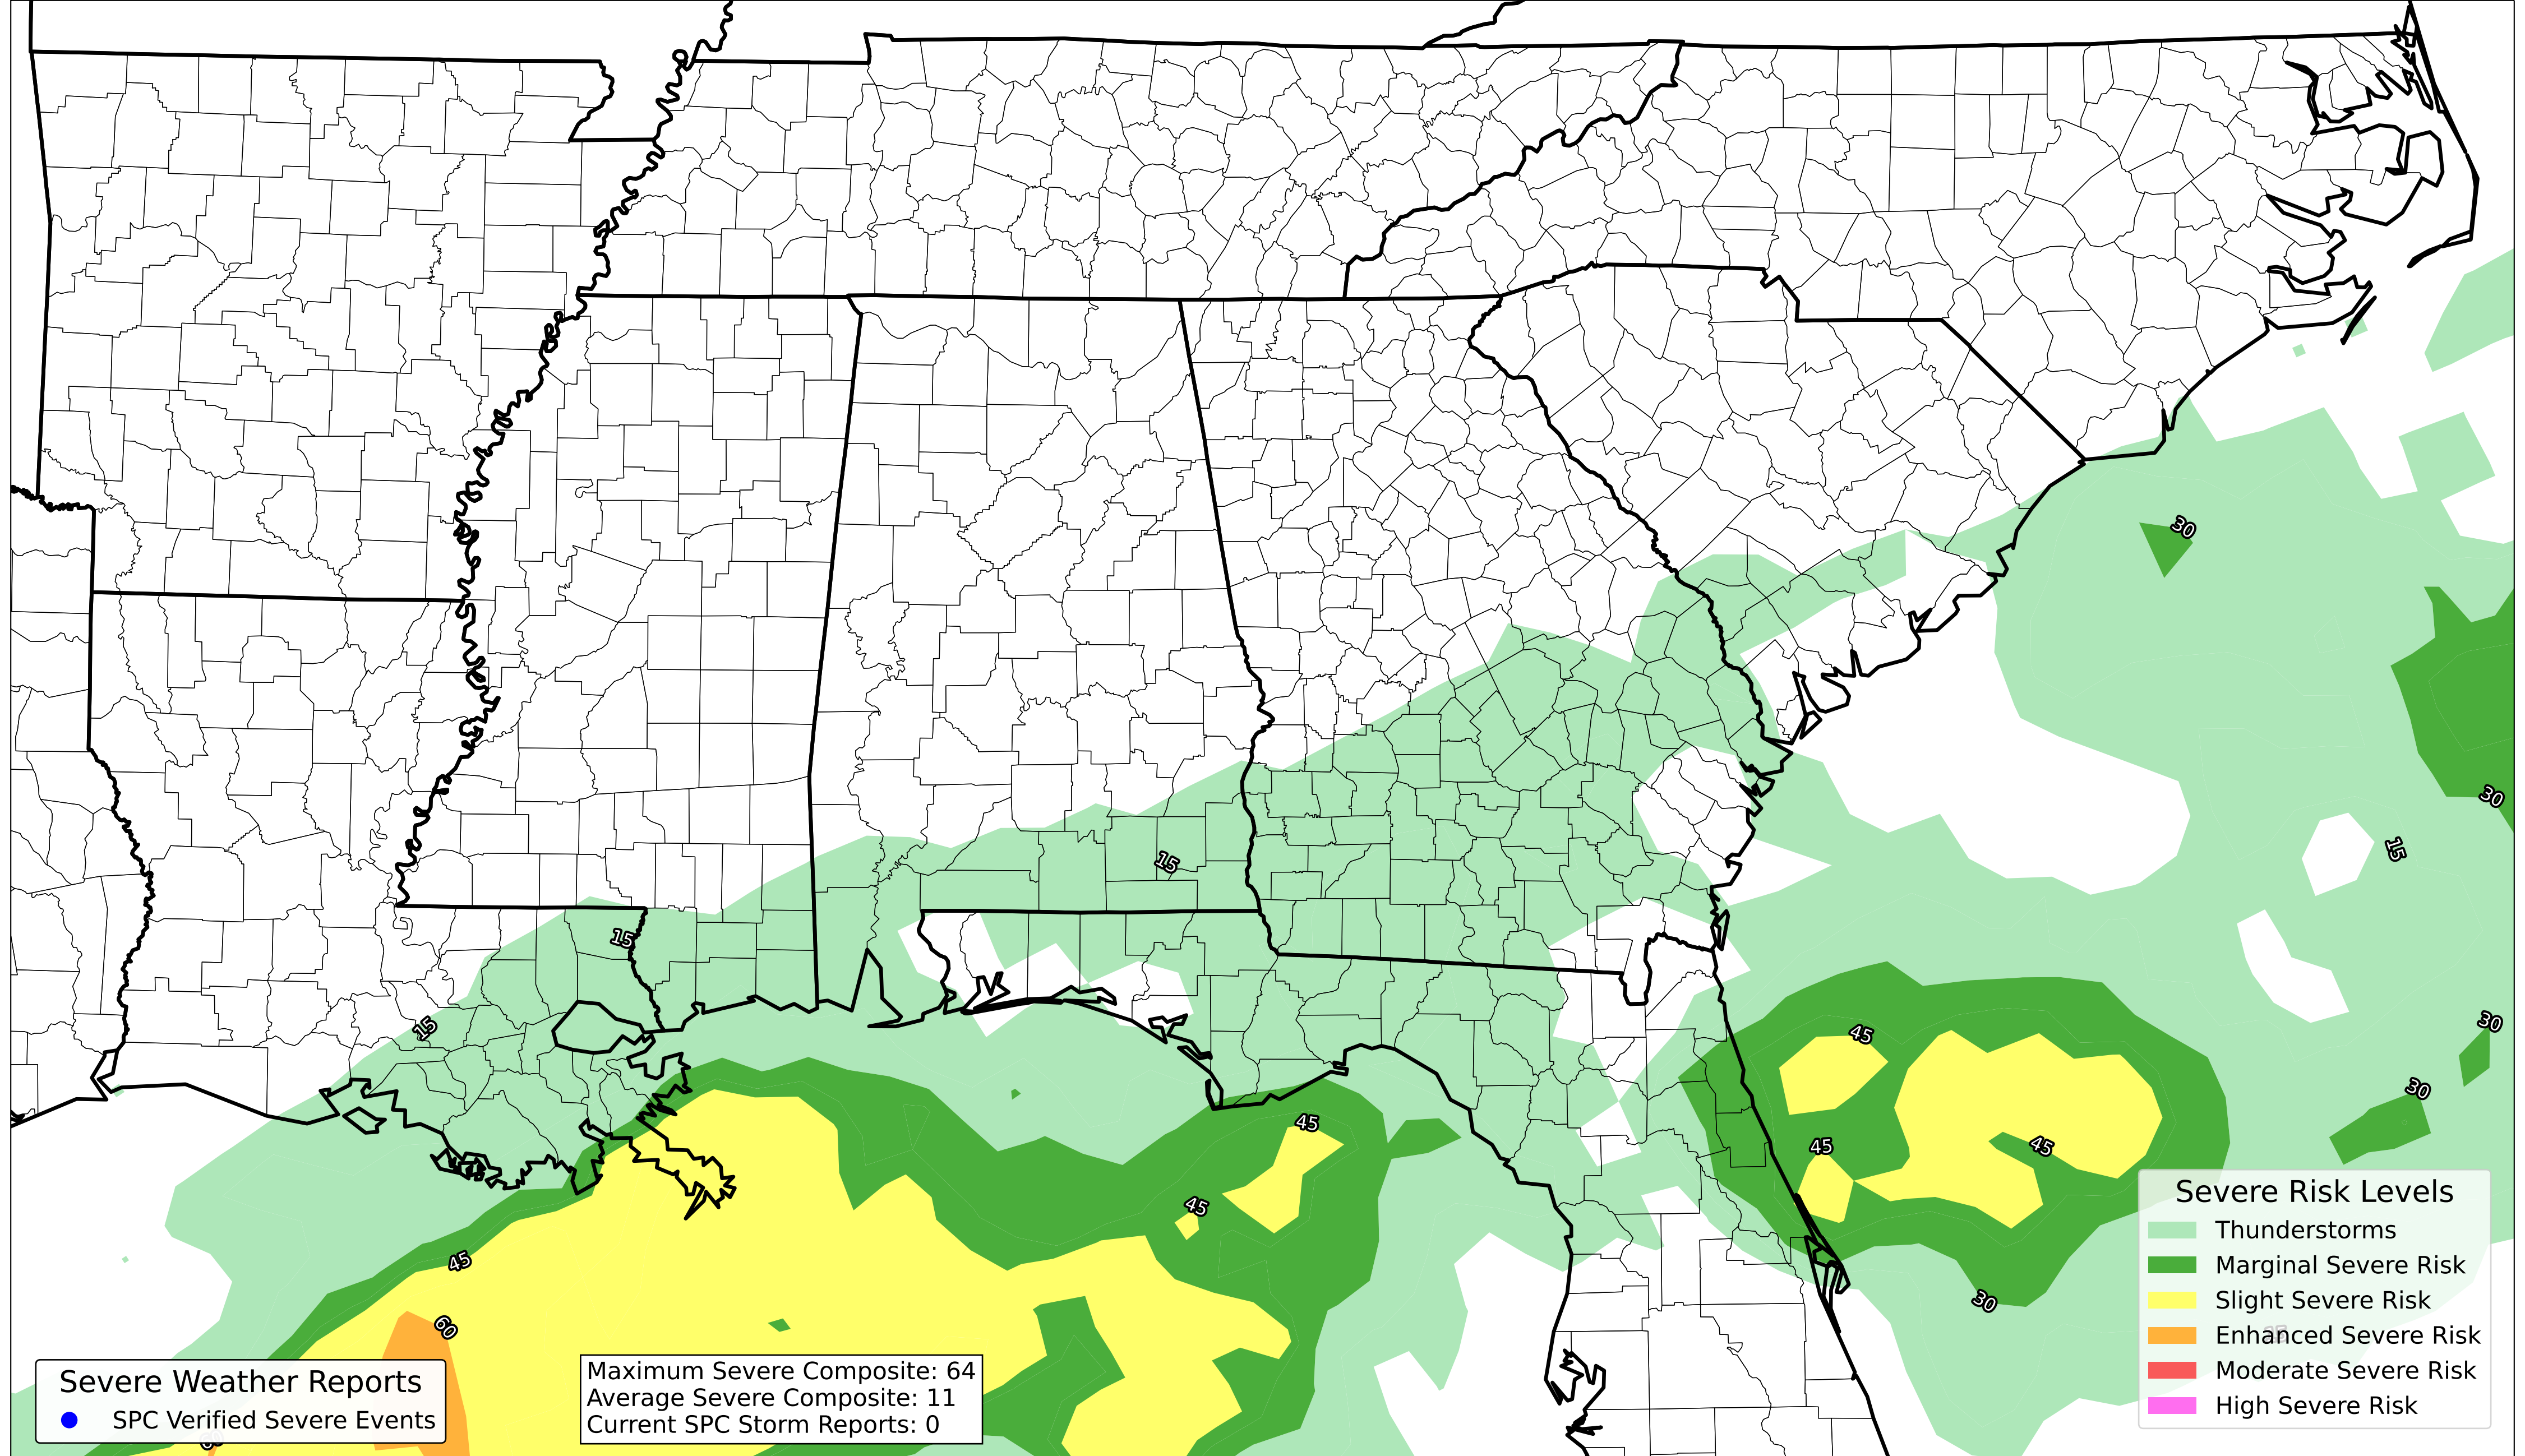 30
30
15
15
15
15
30
45
45
45
30
45
45
45
60
30
Severe Risk Levels
Thunderstorms
Marginal Severe Risk
Slight Severe Risk
Enhanced Severe Risk
Moderate Severe Risk
High Severe Risk
Severe Weather Reports
SPC Verified Severe Events
Maximum Severe Composite: 64
Average Severe Composite: 11
Current SPC Storm Reports: 0